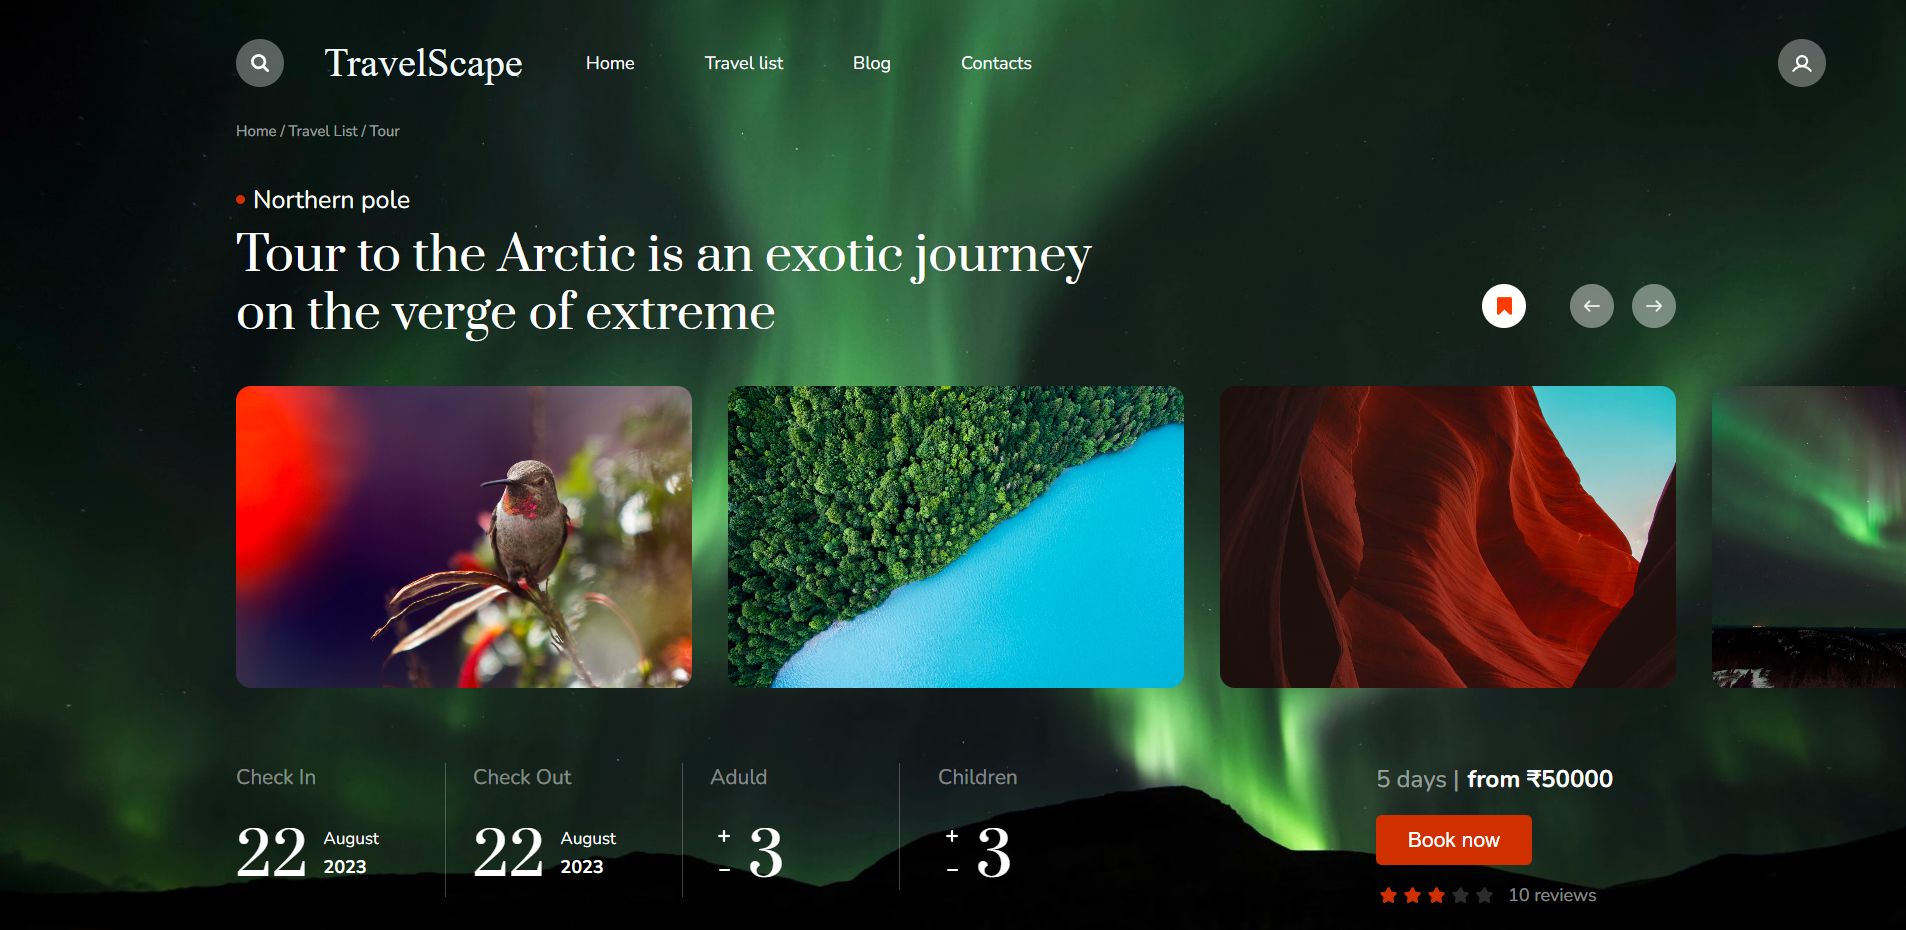 TravelScape
Home
Travel list
Blog
Contacts
Home / Travel List / Tour
Northern pole
Tour to the Arctic is an exotic journey
on the verge of extreme
Check In
22
August
2023
Check Out
22
August
2023
Aduld
+
3
−
Children
+
3
−
5 days | from ₹50000
Book now
10 reviews